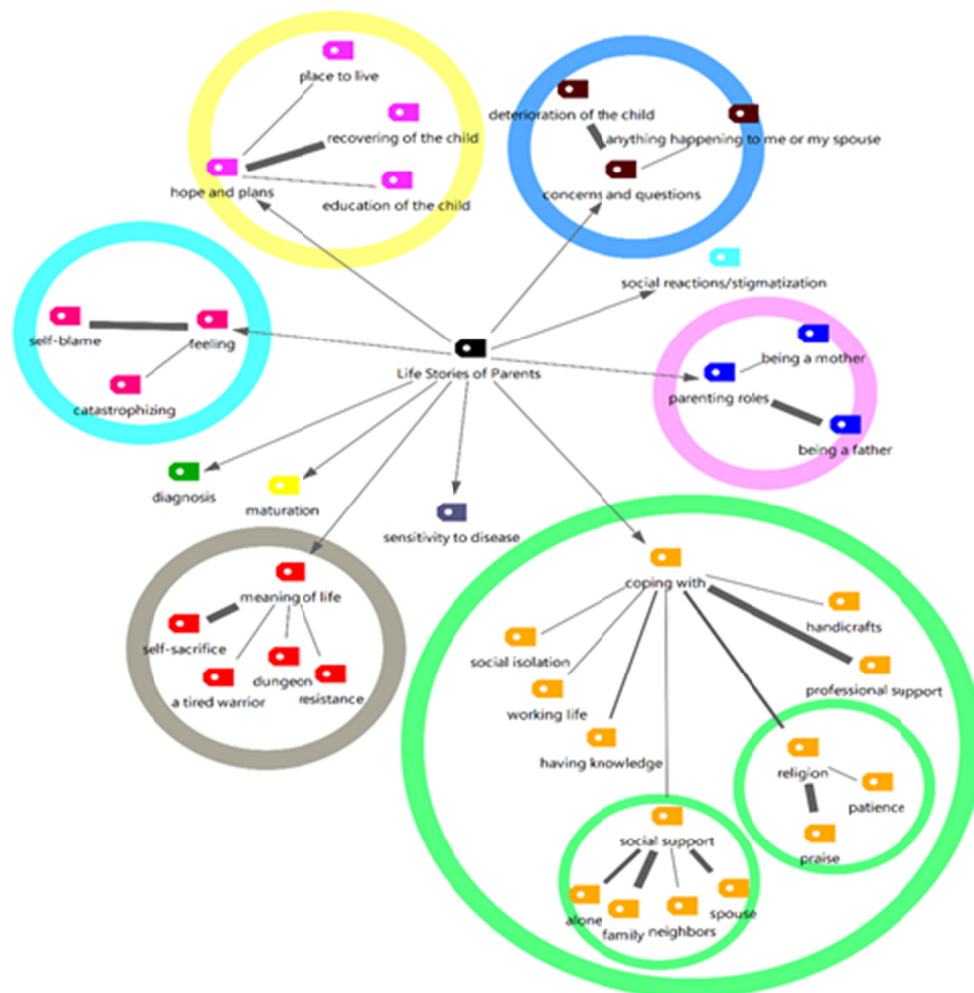 place to live
recovering of the child
hope and plans
education of the child
deterioration of the child
anything happening to me or my spouse
concerns and questions
social reactions/stigmatization
self-blame
feeling
catastrophizing
Life Stories of Parents
being a mother
parenting roles
being a father
diagnosis
maturation
sensitivity to disease
meaning of life
self-sacrifice
a tired warrior
dungeon
resistance
coping with
handicrafts
social isolation
professional support
working life
having knowledge
religion
patience
praise
social support
alone
family
neighbors
spouse